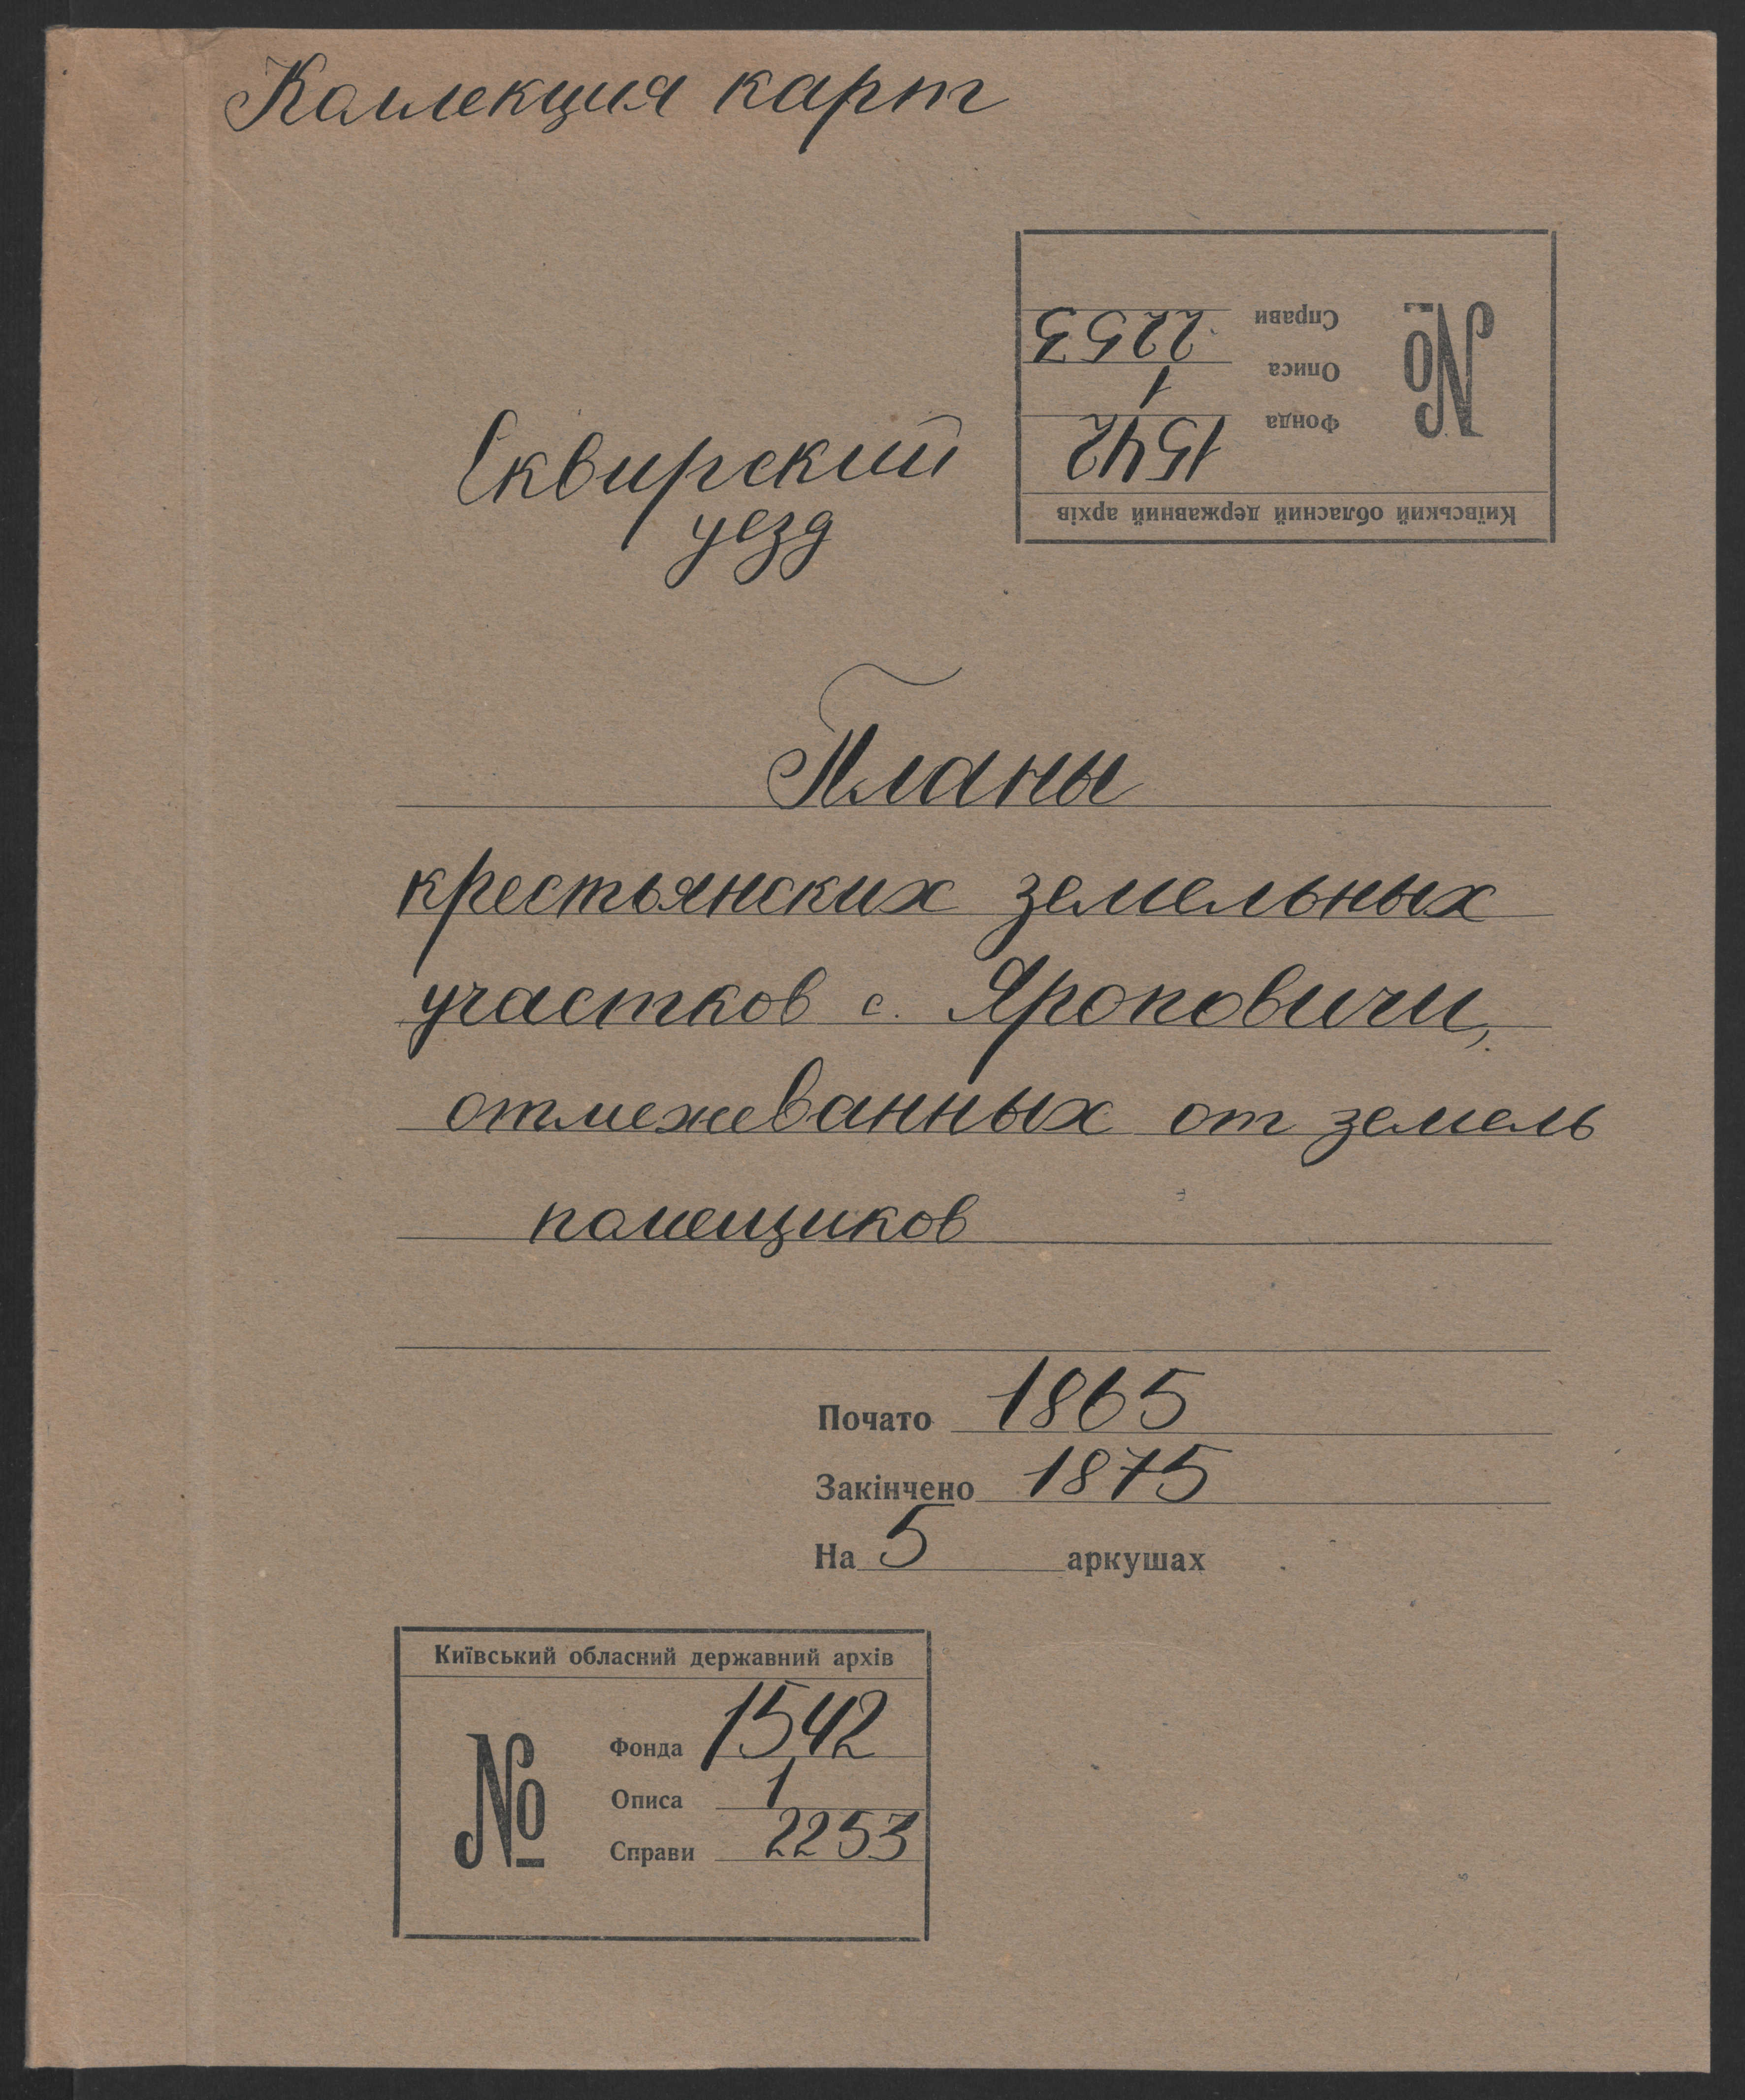 Коллекция карт
Киïвський обласний державний архів
№
Фонда 1542
Описа 1
Справи 2253
Сквирский
уезд
Планы
крестьянских земельных
участков с. Яроповичи,
отмежеванных от земель
помещиков
Почато 1865
Закінчено 1875
На 5 аркушах
Київський обласний державний архів
№
Фонда 1542
Описа 1
Справи 2253